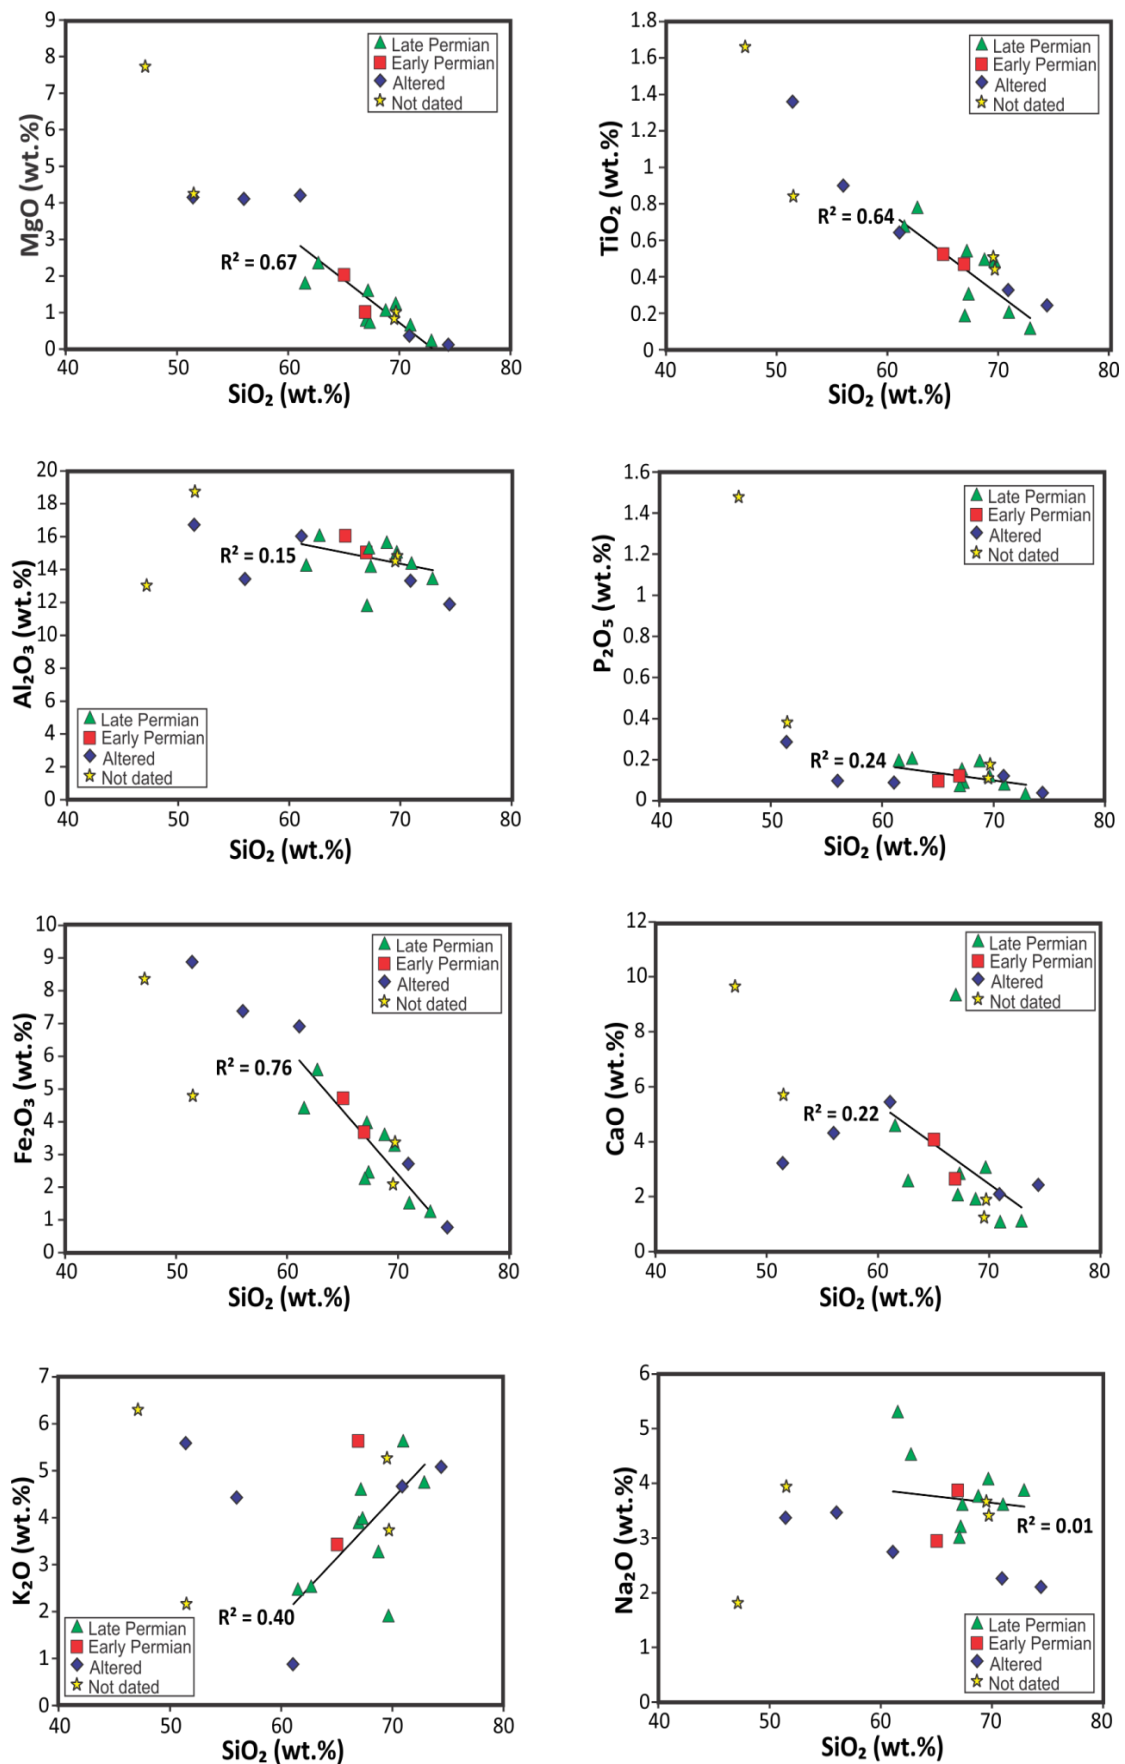 9
8
7
6
5
4
3
2
1
0
MgO (wt.%)
Late Permian
Early Permian
Altered
Not dated
R² = 0.67
40 50 60 70 80
SiO₂ (wt.%)
1.8
1.6
1.4
1.2
1
0.8
0.6
0.4
0.2
0
TiO₂ (wt.%)
Late Permian
Early Permian
Altered
Not dated
R² = 0.64
40 50 60 70 80
SiO₂ (wt.%)
20
18
16
14
12
10
8
6
4
2
0
Al₂O₃ (wt.%)
R² = 0.15
Late Permian
Early Permian
Altered
Not dated
40 50 60 70 80
SiO₂ (wt.%)
1.6
1.4
1.2
1
0.8
0.6
0.4
0.2
0
P₂O₅ (wt.%)
Late Permian
Early Permian
Altered
Not dated
R² = 0.24
40 50 60 70 80
SiO₂ (wt.%)
10
9
8
7
6
5
4
3
2
1
0
Fe₂O₃ (wt.%)
Late Permian
Early Permian
Altered
Not dated
R² = 0.76
40 50 60 70 80
SiO₂ (wt.%)
12
10
8
6
4
2
0
CaO (wt.%)
Late Permian
Early Permian
Altered
Not dated
R² = 0.22
40 50 60 70 80
SiO₂ (wt.%)
7
6
5
4
3
2
1
0
K₂O (wt.%)
R² = 0.40
Late Permian
Early Permian
Altered
Not dated
40 50 60 70 80
SiO₂ (wt.%)
6
5
4
3
2
1
0
Na₂O (wt.%)
R² = 0.01
Late Permian
Early Permian
Altered
Not dated
40 50 60 70 80
SiO₂ (wt.%)